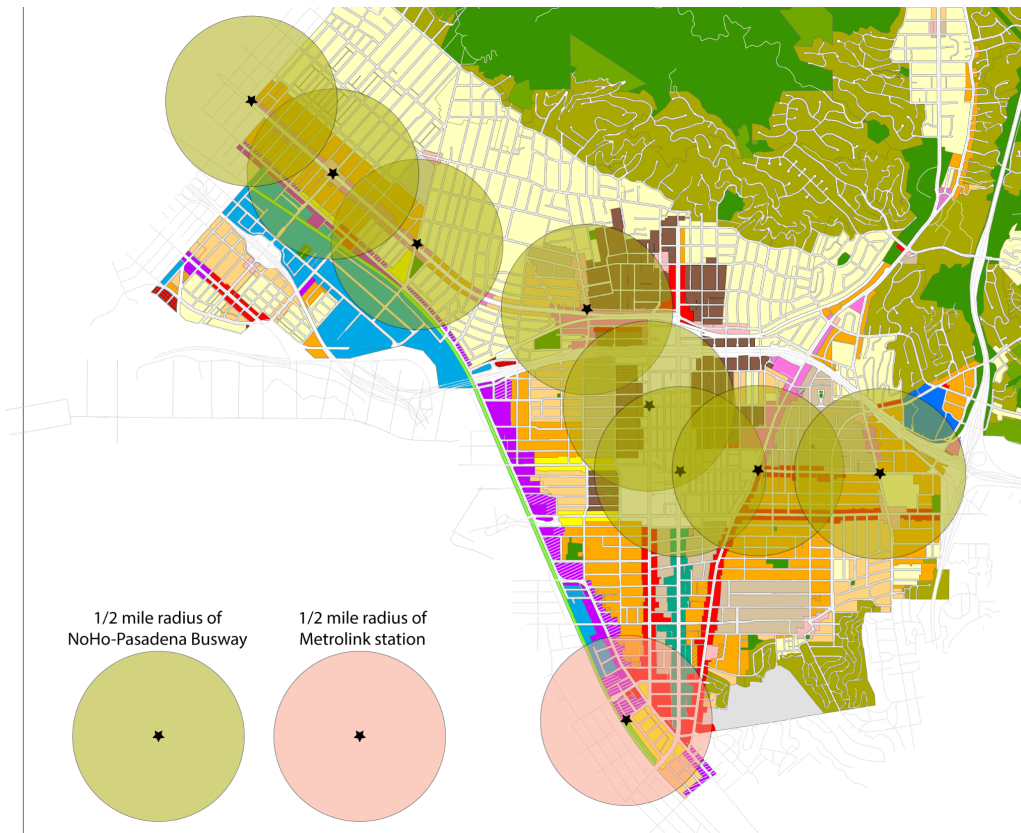 1/2 mile radius of
NoHo-Pasadena Busway
1/2 mile radius of
Metrolink station